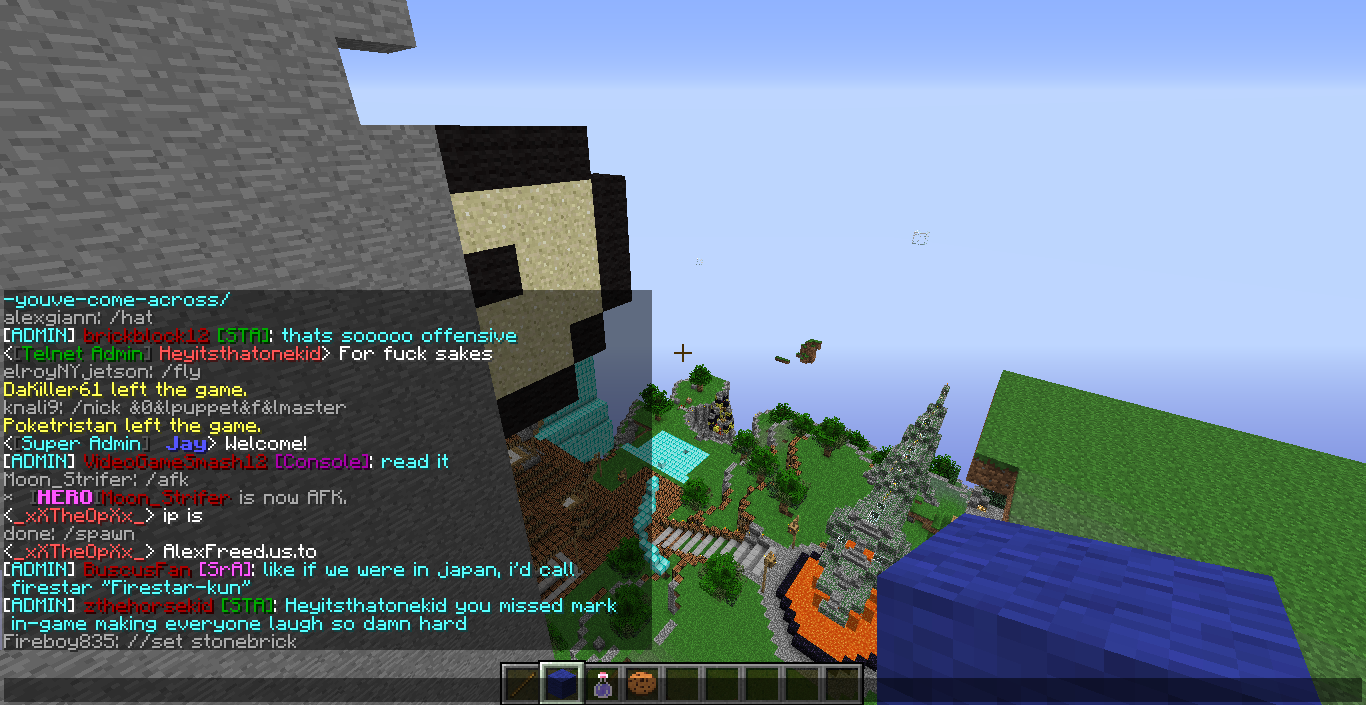 -youve-come-across/
alexgiann: /hat
[ADMIN] brickblock12 [STA]: thats sooooo offensive
<[Telnet Admin] Heyitsthatonekid> For fuck sakes
elroyNYjetson: /fly
DaKiller61 left the game.
knali9: /nick &0&lpuppet&f&lmaster
Poketristan left the game.
<[Super Admin] Jay> Welcome!
[ADMIN] VideoGameSmash12 [Console]: read it
Moon_Strifer: /afk
* [HERO]Moon_Strifer is now AFK.
<_xXTheOpXx_> ip is
done: /spawn
<_xXTheOpXx_> AlexFreed.us.to
[ADMIN] BuscusFan [SrA]: like if we were in japan, i'd call
firestar "Firestar-kun"
[ADMIN] zthehorsekid [STA]: Heyitsthatonekid you missed mark
in-game making everyone laugh so damn hard
Fireboy835: //set stonebrick